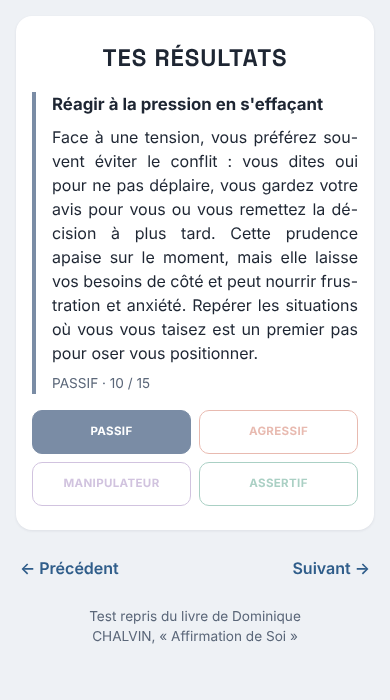 TES RÉSULTATS
Réagir à la pression en s'effaçant
Face à une tension, vous préférez sou-
vent éviter le conflit : vous dites oui
pour ne pas déplaire, vous gardez votre
avis pour vous ou vous remettez la dé-
cision à plus tard. Cette prudence
apaise sur le moment, mais elle laisse
vos besoins de côté et peut nourrir frus-
tration et anxiété. Repérer les situations
où vous vous taisez est un premier pas
pour oser vous positionner.
PASSIF · 10 / 15
PASSIF AGRESSIF
MANIPULATEUR ASSERTIF
← Précédent Suivant →
Test repris du livre de Dominique
CHALVIN, « Affirmation de Soi »